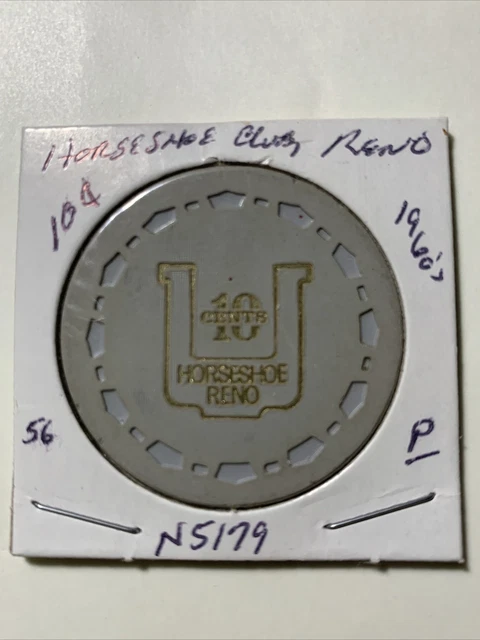 HORSESHOE Club, RENO
10¢
1960's
10
CENTS
HORSESHOE
RENO
56
P
N5179